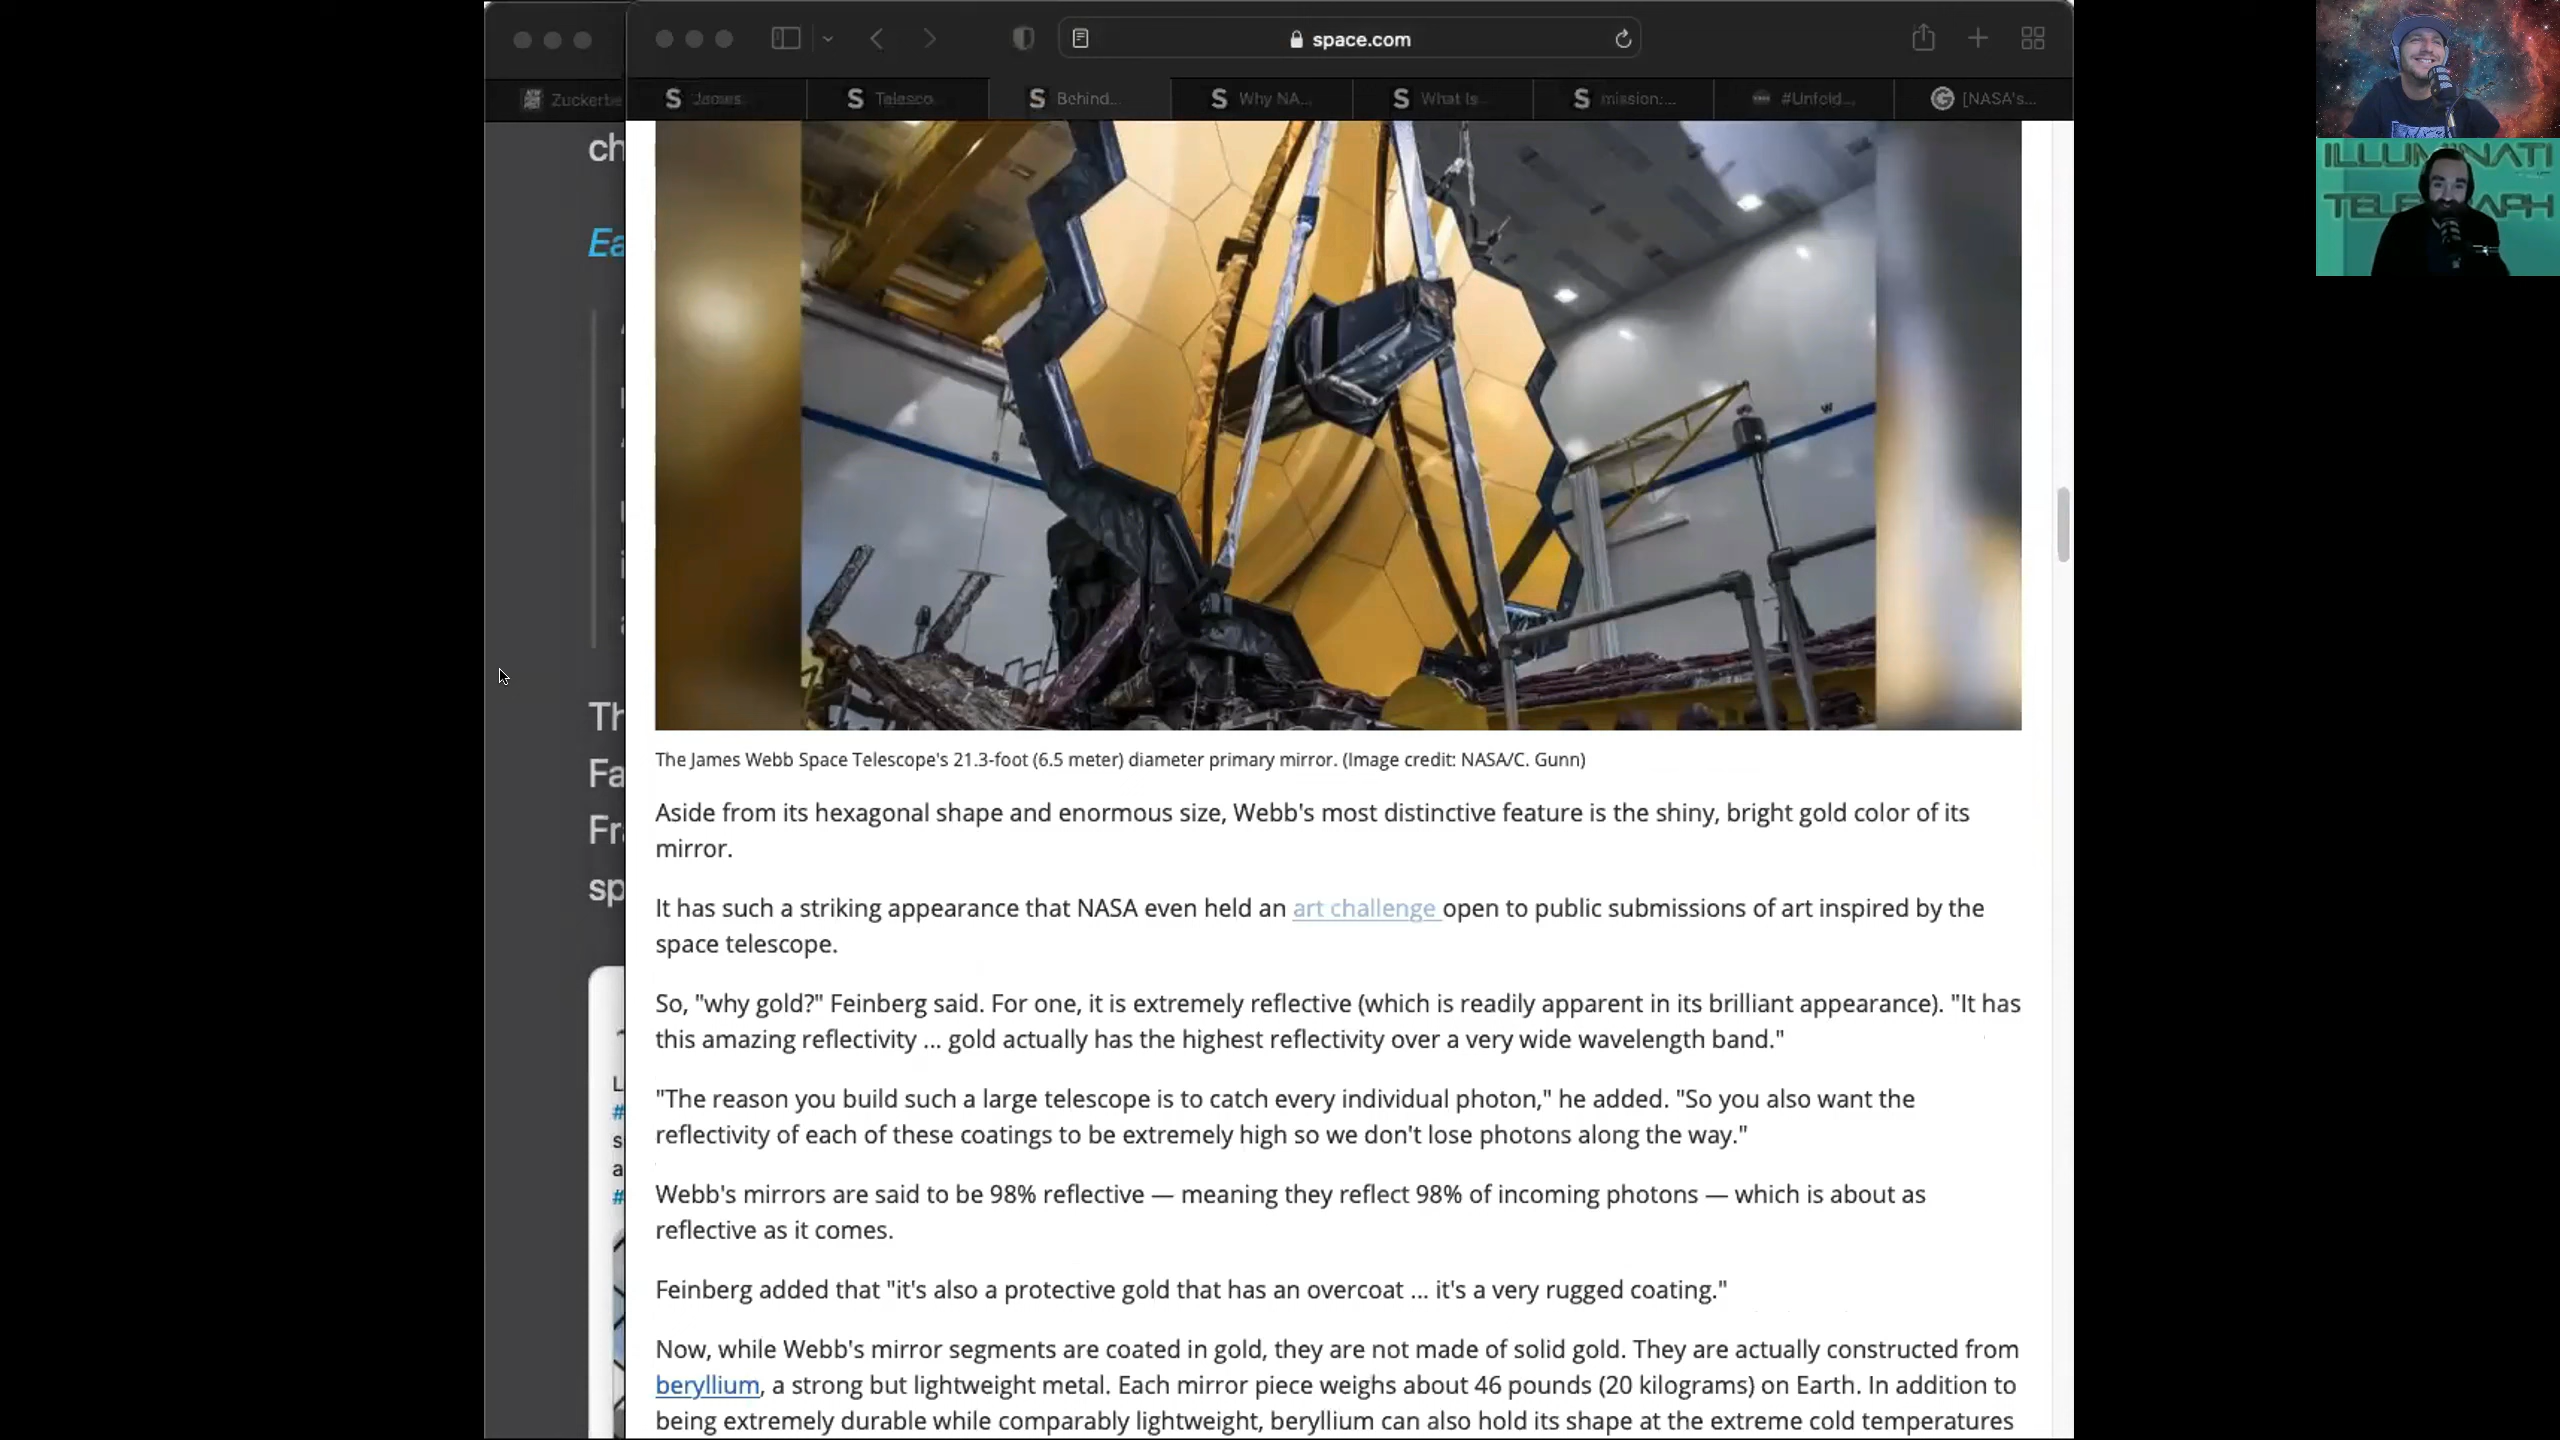 space.com
Zuckerbe
James
Telesco
Behind...
Why NA...
What Is
mission:...
#Unfold...
[NASA's...
ch
Ea
Th
Fa
Fr
sp
L
#
s
a
#
The James Webb Space Telescope's 21.3-foot (6.5 meter) diameter primary mirror. (Image credit: NASA/C. Gunn)
Aside from its hexagonal shape and enormous size, Webb's most distinctive feature is the shiny, bright gold color of its
mirror.
It has such a striking appearance that NASA even held an art challenge open to public submissions of art inspired by the
space telescope.
So, "why gold?" Feinberg said. For one, it is extremely reflective (which is readily apparent in its brilliant appearance). "It has
this amazing reflectivity ... gold actually has the highest reflectivity over a very wide wavelength band."
"The reason you build such a large telescope is to catch every individual photon," he added. "So you also want the
reflectivity of each of these coatings to be extremely high so we don't lose photons along the way."
Webb's mirrors are said to be 98% reflective — meaning they reflect 98% of incoming photons — which is about as
reflective as it comes.
Feinberg added that "it's also a protective gold that has an overcoat ... it's a very rugged coating."
Now, while Webb's mirror segments are coated in gold, they are not made of solid gold. They are actually constructed from
beryllium, a strong but lightweight metal. Each mirror piece weighs about 46 pounds (20 kilograms) on Earth. In addition to
being extremely durable while comparably lightweight, beryllium can also hold its shape at the extreme cold temperatures
ILLUMINATI